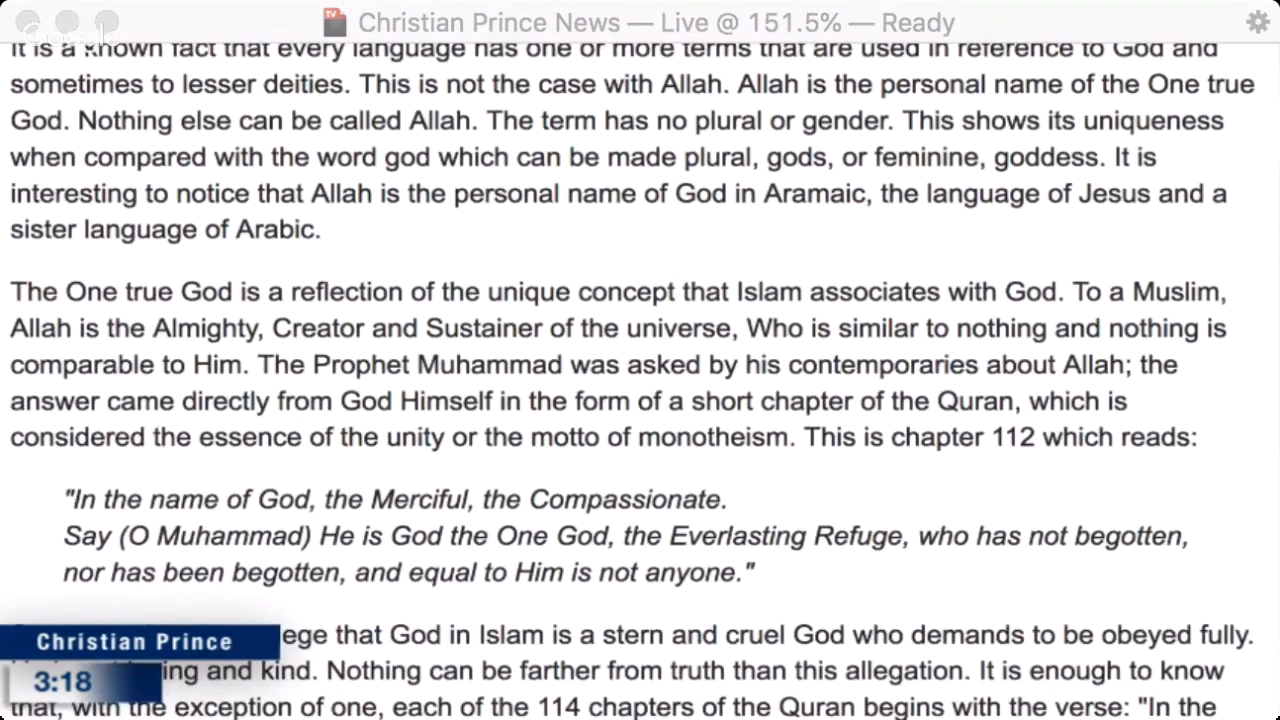 Christian Prince News — Live @ 151.5% — Ready
Google
It is a known fact that every language has one or more terms that are used in reference to God and
sometimes to lesser deities. This is not the case with Allah. Allah is the personal name of the One true
God. Nothing else can be called Allah. The term has no plural or gender. This shows its uniqueness
when compared with the word god which can be made plural, gods, or feminine, goddess. It is
interesting to notice that Allah is the personal name of God in Aramaic, the language of Jesus and a
sister language of Arabic.
The One true God is a reflection of the unique concept that Islam associates with God. To a Muslim,
Allah is the Almighty, Creator and Sustainer of the universe, Who is similar to nothing and nothing is
comparable to Him. The Prophet Muhammad was asked by his contemporaries about Allah; the
answer came directly from God Himself in the form of a short chapter of the Quran, which is
considered the essence of the unity or the motto of monotheism. This is chapter 112 which reads:
"In the name of God, the Merciful, the Compassionate.
Say (O Muhammad) He is God the One God, the Everlasting Refuge, who has not begotten,
nor has been begotten, and equal to Him is not anyone."
ege that God in Islam is a stern and cruel God who demands to be obeyed fully.
Christian Prince
ing and kind. Nothing can be farther from truth than this allegation. It is enough to know
3:18
that, with the exception of one, each of the 114 chapters of the Quran begins with the verse: "In the